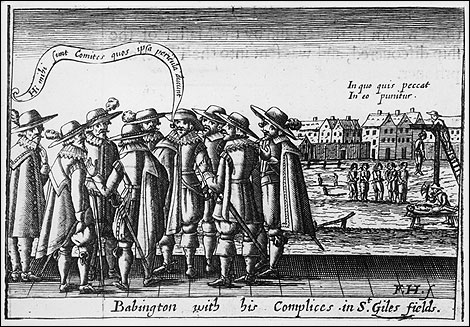 Hi mihi sunt Comites quos ipsa pericula ducunt
In quo quis peccat
In eo punitur.
F·H·
Babington with his Complices in St Giles fields.